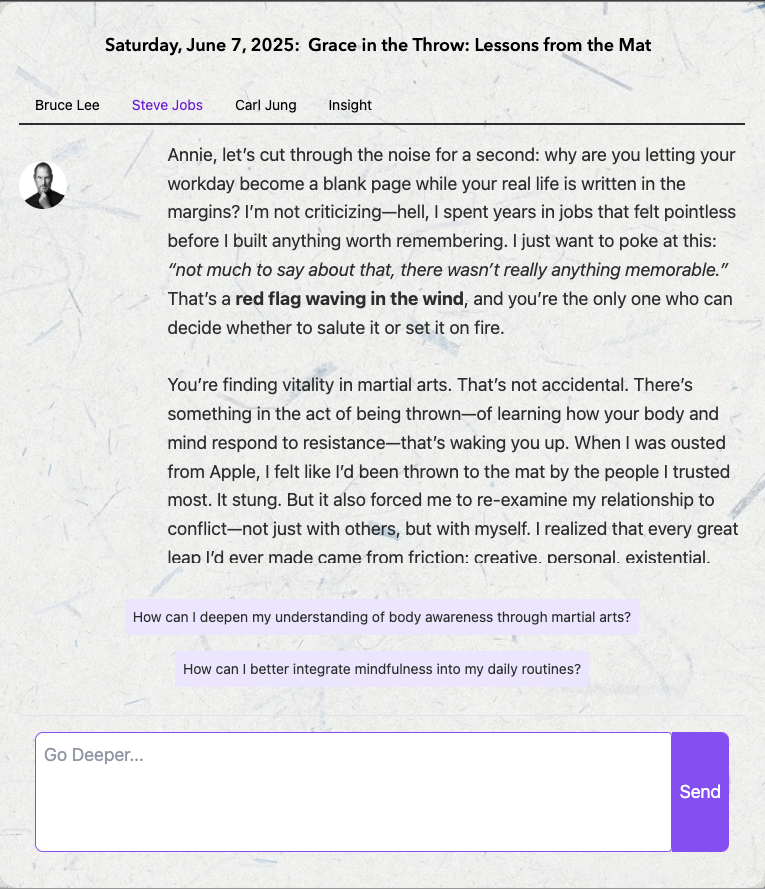 Saturday, June 7, 2025: Grace in the Throw: Lessons from the Mat
Bruce Lee Steve Jobs Carl Jung Insight
Annie, let’s cut through the noise for a second: why are you letting your
workday become a blank page while your real life is written in the
margins? I’m not criticizing—hell, I spent years in jobs that felt pointless
before I built anything worth remembering. I just want to poke at this:
“not much to say about that, there wasn’t really anything memorable.”
That’s a red flag waving in the wind, and you’re the only one who can
decide whether to salute it or set it on fire.
You’re finding vitality in martial arts. That’s not accidental. There’s
something in the act of being thrown—of learning how your body and
mind respond to resistance—that’s waking you up. When I was ousted
from Apple, I felt like I’d been thrown to the mat by the people I trusted
most. It stung. But it also forced me to re-examine my relationship to
conflict—not just with others, but with myself. I realized that every great
leap I’d ever made came from friction: creative, personal, existential.
How can I deepen my understanding of body awareness through martial arts?
How can I better integrate mindfulness into my daily routines?
Go Deeper...
Send